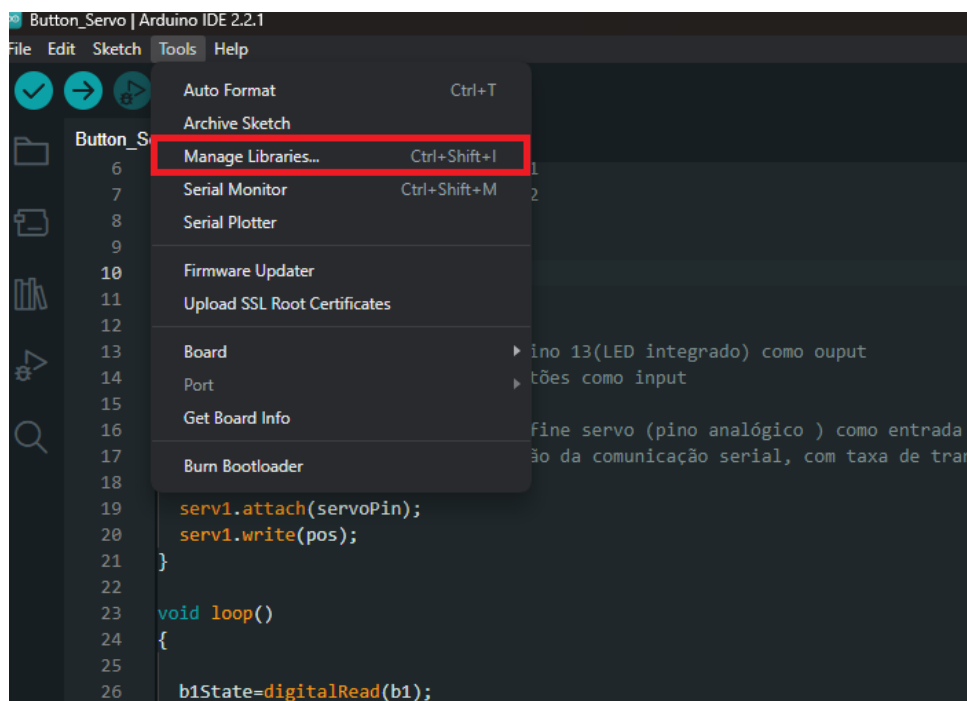 Button_Servo | Arduino IDE 2.2.1
File Edit Sketch Tools Help
Auto Format Ctrl+T
Archive Sketch
Button_S
Manage Libraries... Ctrl+Shift+I
6 1
Serial Monitor Ctrl+Shift+M
7 2
8 Serial Plotter
9
10 Firmware Updater
11 Upload SSL Root Certificates
12
13 Board ino 13(LED integrado) como ouput
14 Port tões como input
15 Get Board Info
16 fine servo (pino analógico ) como entrada
17 Burn Bootloader ão da comunicação serial, com taxa de tran
18
19 serv1.attach(servoPin);
20 serv1.write(pos);
21 }
22
23 void loop()
24 {
25
26 b1State=digitalRead(b1);